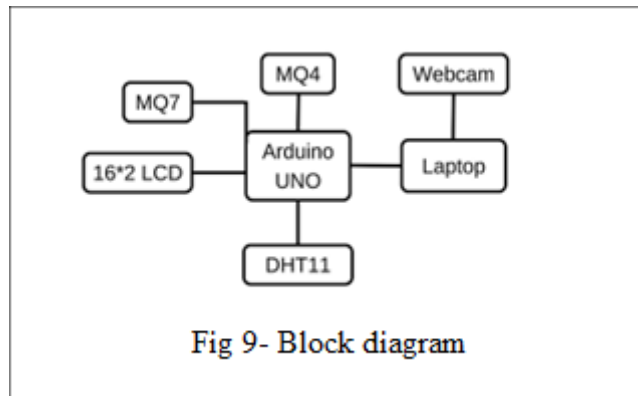 MQ4
Webcam
MQ7
Arduino
UNO
Laptop
16*2 LCD
DHT11
Fig 9- Block diagram